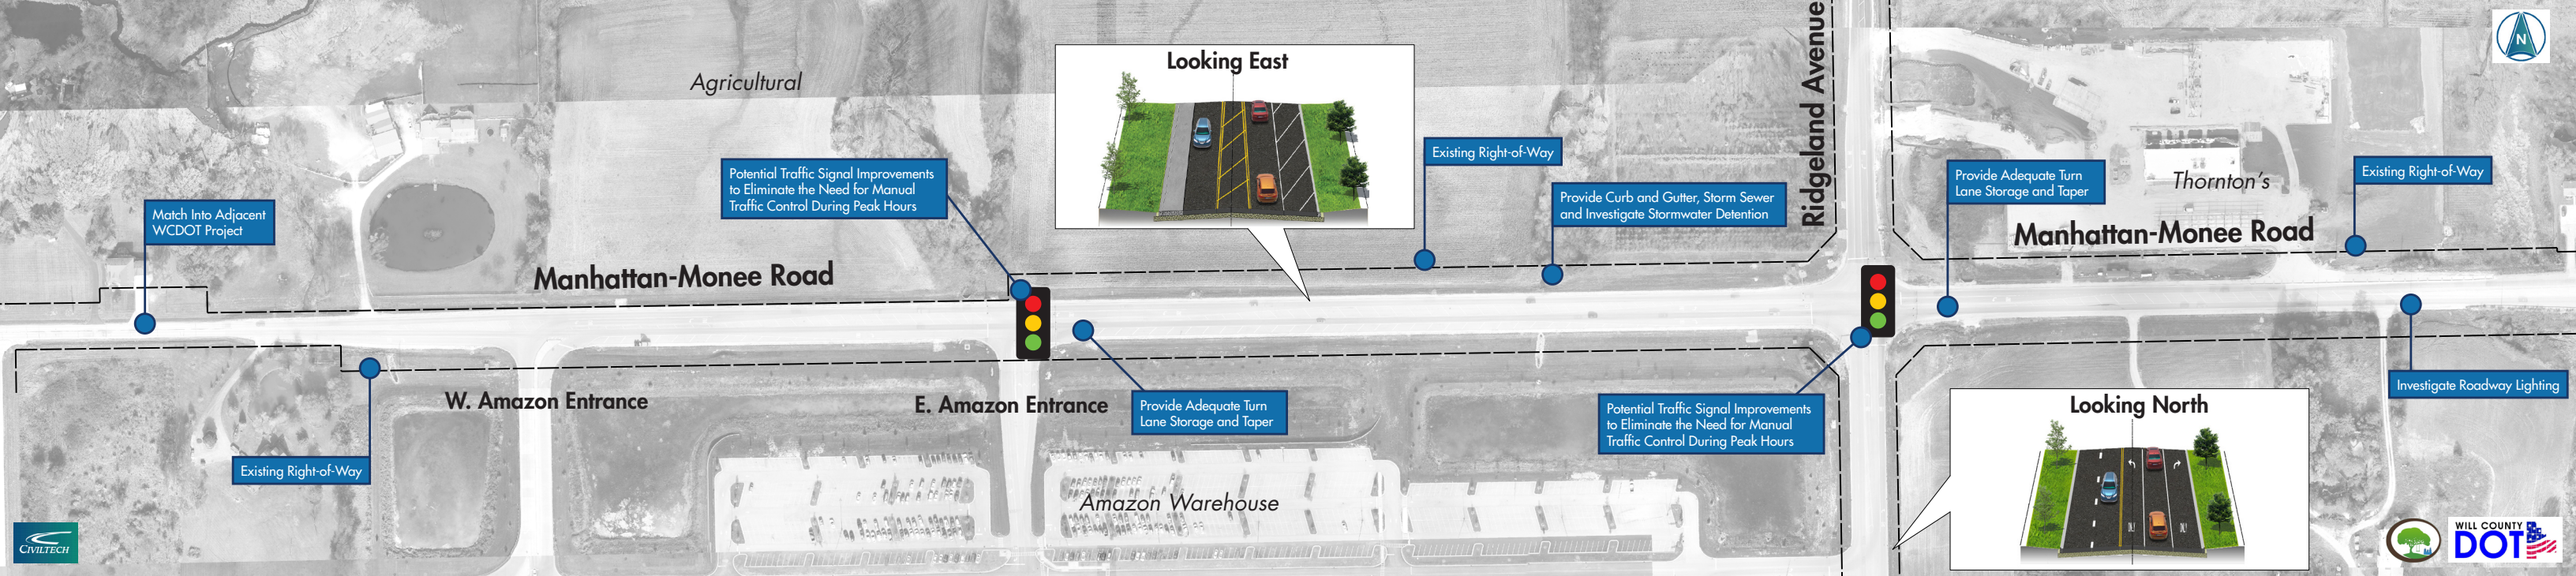 Agricultural
Looking East
Ridgeland Avenue
N
Match Into Adjacent
WCDOT Project
Potential Traffic Signal Improvements
to Eliminate the Need for Manual
Traffic Control During Peak Hours
Existing Right-of-Way
Provide Curb and Gutter, Storm Sewer
and Investigate Stormwater Detention
Provide Adequate Turn
Lane Storage and Taper
Thornton's
Existing Right-of-Way
Manhattan-Monee Road
Manhattan-Monee Road
W. Amazon Entrance
E. Amazon Entrance
Provide Adequate Turn
Lane Storage and Taper
Potential Traffic Signal Improvements
to Eliminate the Need for Manual
Traffic Control During Peak Hours
Looking North
Investigate Roadway Lighting
Existing Right-of-Way
Amazon Warehouse
CIVILTECH
WILL COUNTY
DOT